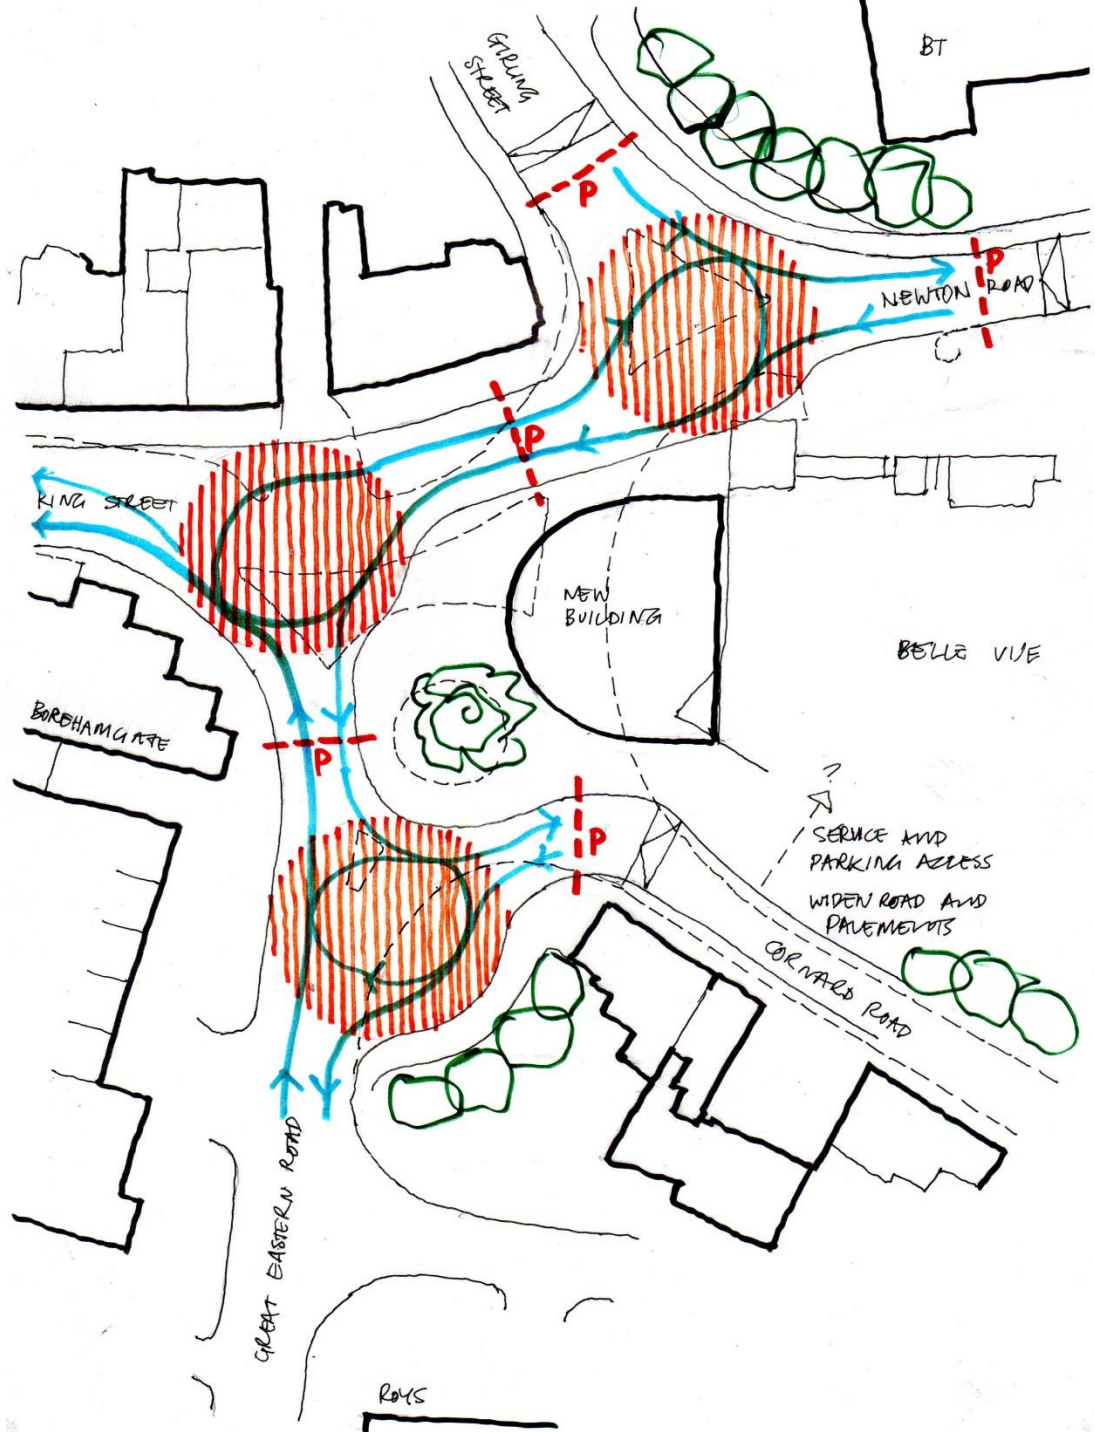 GIRLING
STREET
BT
P
P
NEWTON ROAD
P
KING STREET
NEW
BUILDING
BELLE VUE
BOREHAMGATE
P
?
P
SERVICE AND
PARKING ACCESS
WIDEN ROAD AND
PAVEMENTS
CORNARD ROAD
GREAT EASTERN ROAD
ROYS